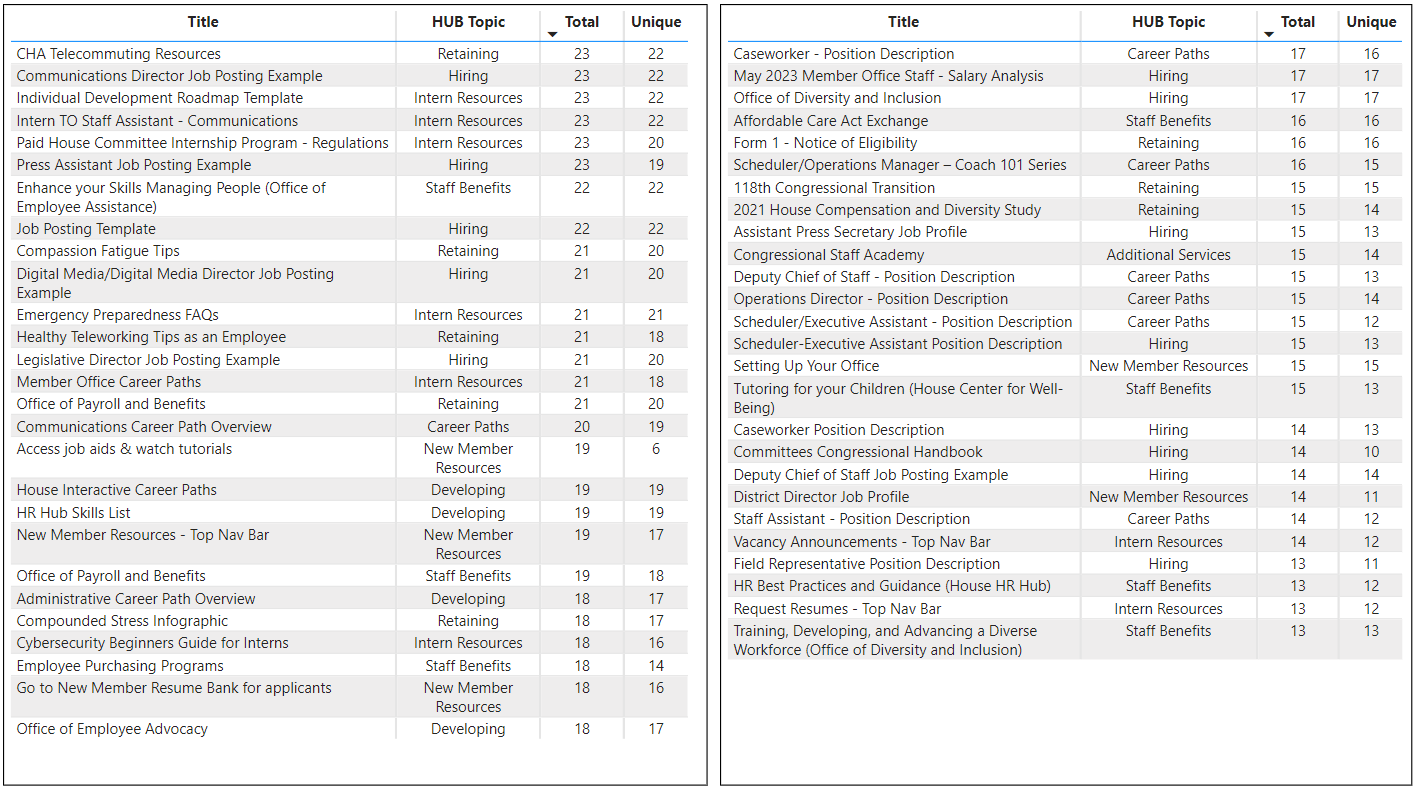 Title HUB Topic Total Unique
CHA Telecommuting Resources Retaining 23 22
Communications Director Job Posting Example Hiring 23 22
Individual Development Roadmap Template Intern Resources 23 22
Intern TO Staff Assistant - Communications Intern Resources 23 22
Paid House Committee Internship Program - Regulations Intern Resources 23 20
Press Assistant Job Posting Example Hiring 23 19
Enhance your Skills Managing People (Office of Staff Benefits 22 22
Employee Assistance)
Job Posting Template Hiring 22 22
Compassion Fatigue Tips Retaining 21 20
Digital Media/Digital Media Director Job Posting Hiring 21 20
Example
Emergency Preparedness FAQs Intern Resources 21 21
Healthy Teleworking Tips as an Employee Retaining 21 18
Legislative Director Job Posting Example Hiring 21 20
Member Office Career Paths Intern Resources 21 18
Office of Payroll and Benefits Retaining 21 20
Communications Career Path Overview Career Paths 20 19
Access job aids & watch tutorials New Member 19 6
Resources
House Interactive Career Paths Developing 19 19
HR Hub Skills List Developing 19 19
New Member Resources - Top Nav Bar New Member 19 17
Resources
Office of Payroll and Benefits Staff Benefits 19 18
Administrative Career Path Overview Developing 18 17
Compounded Stress Infographic Retaining 18 17
Cybersecurity Beginners Guide for Interns Intern Resources 18 16
Employee Purchasing Programs Staff Benefits 18 14
Go to New Member Resume Bank for applicants New Member 18 16
Resources
Office of Employee Advocacy Developing 18 17
Title HUB Topic Total Unique
Caseworker - Position Description Career Paths 17 16
May 2023 Member Office Staff - Salary Analysis Hiring 17 17
Office of Diversity and Inclusion Hiring 17 17
Affordable Care Act Exchange Staff Benefits 16 16
Form 1 - Notice of Eligibility Retaining 16 16
Scheduler/Operations Manager – Coach 101 Series Career Paths 16 15
118th Congressional Transition Retaining 15 15
2021 House Compensation and Diversity Study Retaining 15 14
Assistant Press Secretary Job Profile Hiring 15 13
Congressional Staff Academy Additional Services 15 14
Deputy Chief of Staff - Position Description Career Paths 15 13
Operations Director - Position Description Career Paths 15 14
Scheduler/Executive Assistant - Position Description Career Paths 15 12
Scheduler-Executive Assistant Position Description Hiring 15 13
Setting Up Your Office New Member Resources 15 15
Tutoring for your Children (House Center for Well- Staff Benefits 15 13
Being)
Caseworker Position Description Hiring 14 13
Committees Congressional Handbook Hiring 14 10
Deputy Chief of Staff Job Posting Example Hiring 14 14
District Director Job Profile New Member Resources 14 11
Staff Assistant - Position Description Career Paths 14 12
Vacancy Announcements - Top Nav Bar Intern Resources 14 12
Field Representative Position Description Hiring 13 11
HR Best Practices and Guidance (House HR Hub) Staff Benefits 13 12
Request Resumes - Top Nav Bar Intern Resources 13 12
Training, Developing, and Advancing a Diverse Staff Benefits 13 13
Workforce (Office of Diversity and Inclusion)